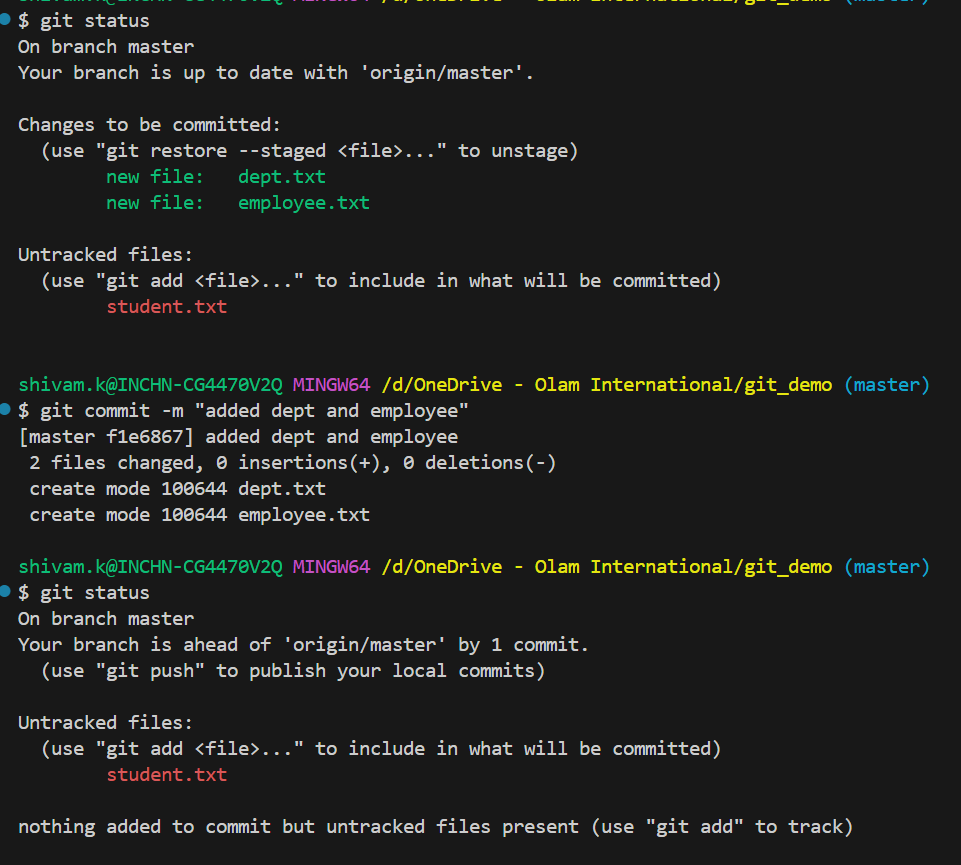 $ git status
On branch master
Your branch is up to date with 'origin/master'.
Changes to be committed:
  (use "git restore --staged <file>..." to unstage)
        new file:   dept.txt
        new file:   employee.txt
Untracked files:
  (use "git add <file>..." to include in what will be committed)
        student.txt
shivam.k@INCHN-CG4470V2Q MINGW64 /d/OneDrive - Olam International/git_demo (master)
$ git commit -m "added dept and employee"
[master f1e6867] added dept and employee
 2 files changed, 0 insertions(+), 0 deletions(-)
 create mode 100644 dept.txt
 create mode 100644 employee.txt
shivam.k@INCHN-CG4470V2Q MINGW64 /d/OneDrive - Olam International/git_demo (master)
$ git status
On branch master
Your branch is ahead of 'origin/master' by 1 commit.
  (use "git push" to publish your local commits)
Untracked files:
  (use "git add <file>..." to include in what will be committed)
        student.txt
nothing added to commit but untracked files present (use "git add" to track)